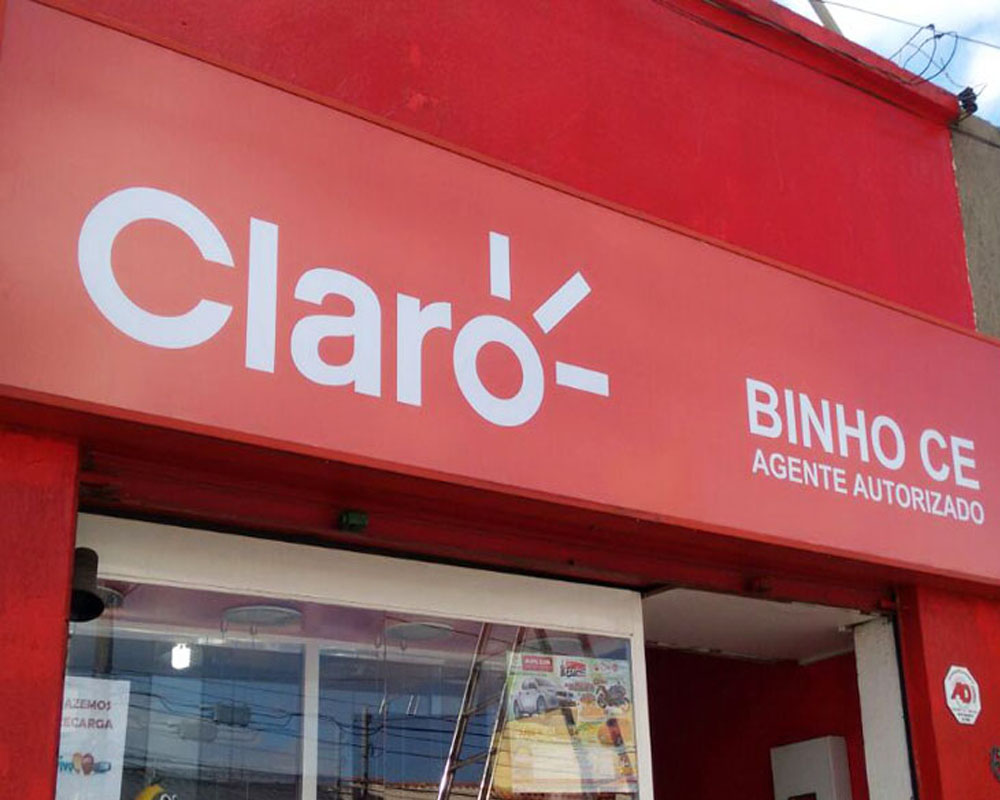 Claro
BINHO CE
AGENTE AUTORIZADO
AZEMOS
ECARGA